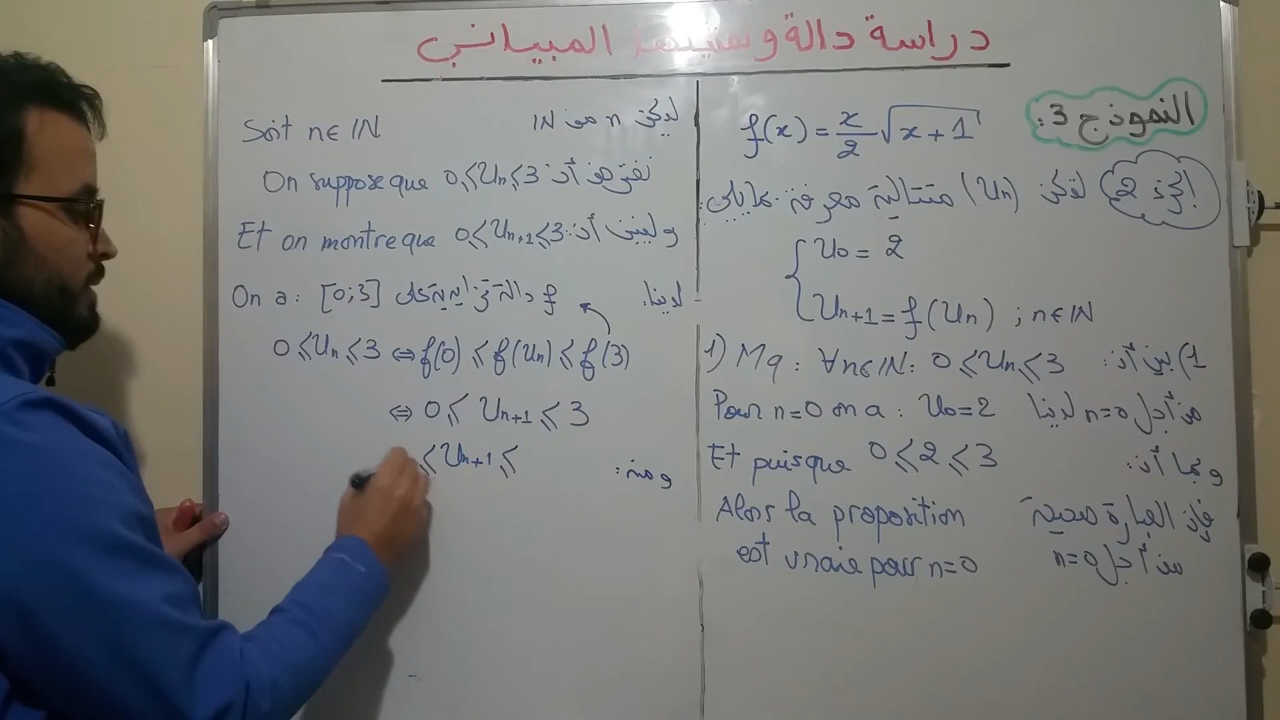 دراسة دالة و المبياني
النموذج 3:
f(x) = x/2 √x+1
الجزء 2 لتكن (Un) متتالية معرفة بمايلي:
{ U0 = 2
Un+1 = f(Un) ; n∈IN
1) Mq : ∀n∈IN: 0⩽Un⩽3 1) بين أن:
Pour n=0 on a : U0=2 من أجل n=0 لدينا
Et puisque 0⩽2⩽3 وبما أن:
Alors la proposition فإن العبارة صحيحة
est vraie pour n=0 من أجل n=0
Soit n∈IN ليكن n من IN
On suppose que 0⩽Un⩽3 نفترض أن:
Et on montre que 0⩽Un+1⩽3 ولنبين أن:
On a : [0;3] f دالة تزايدية على لدينا:
0⩽Un⩽3 ⇔ f(0) ⩽ f(Un) ⩽ f(3)
⇔ 0⩽ Un+1 ⩽ 3
⩽Un+1⩽ ومنه: